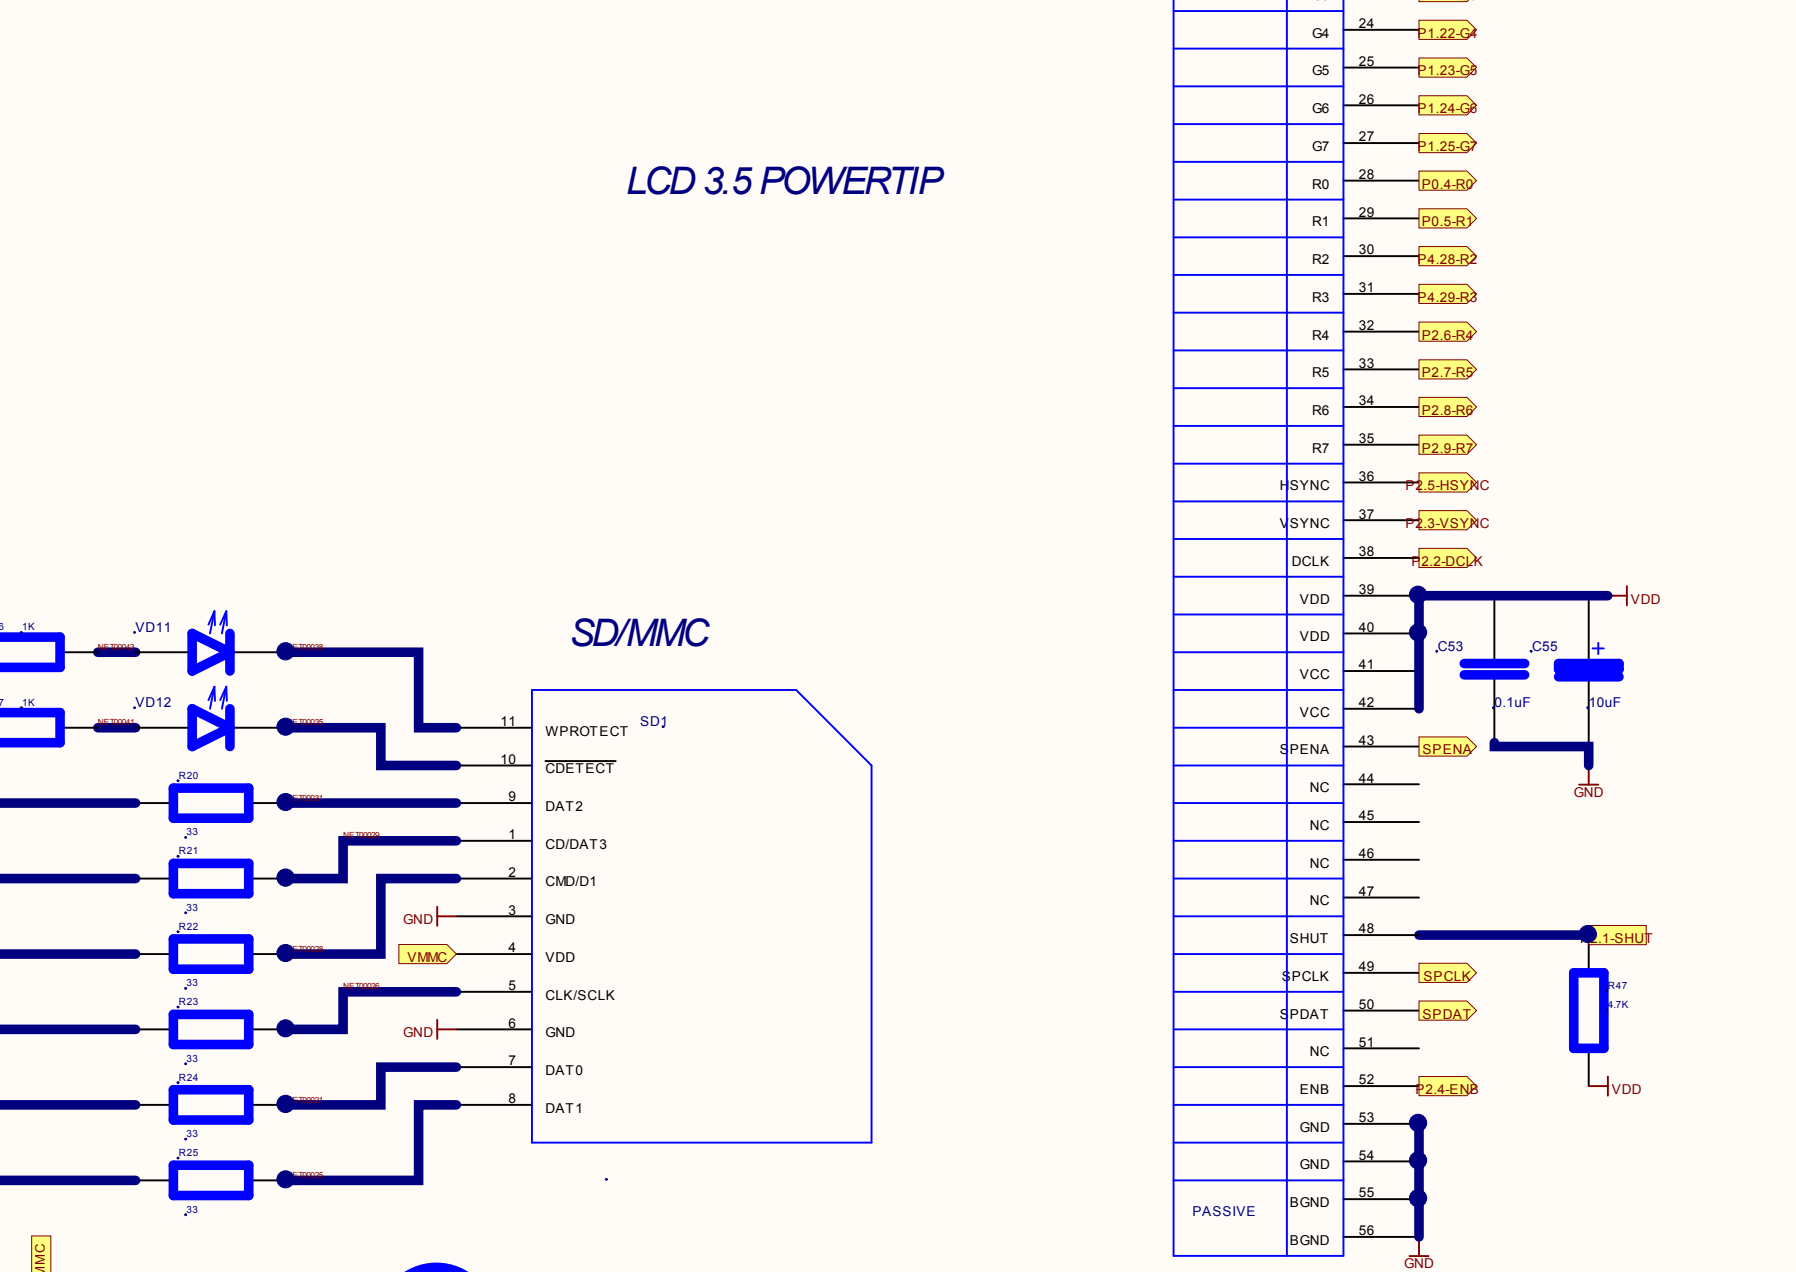 LCD 3.5 POWERTIP
G4 24 P1.22-G4
G5 25 P1.23-G5
G6 26 P1.24-G6
G7 27 P1.25-G7
R0 28 P0.4-R0
R1 29 P0.5-R1
R2 30 P4.28-R2
R3 31 P4.29-R3
R4 32 P2.6-R4
R5 33 P2.7-R5
R6 34 P2.8-R6
R7 35 P2.9-R7
HSYNC 36 P2.5-HSYNC
VSYNC 37 P2.3-VSYNC
DCLK 38 P2.2-DCLK
VDD 39 VDD
VDD 40
VCC 41
VCC 42
C53 0.1uF
C55 + 10uF
GND
SPENA 43 SPENA
NC 44
NC 45
NC 46
NC 47
SHUT 48 2.1-SHUT
R47
4.7K
VDD
SPCLK 49 SPCLK
SPDAT 50 SPDAT
NC 51
ENB 52 P2.4-ENB
GND 53
GND 54
BGND 55
BGND 56
PASSIVE
GND
SD/MMC
SD1
6 1K NET00043 VD11
11 WPROTECT
7 1K NET00041 VD12
10 CDETECT
R20 33
9 DAT2
R21 33 NET00029
1 CD/DAT3
R22 33
2 CMD/D1
GND 3 GND
VMMC 4 VDD
R23 33 NET00026
5 CLK/SCLK
GND 6 GND
R24 33
7 DAT0
R25 33
8 DAT1
MMC